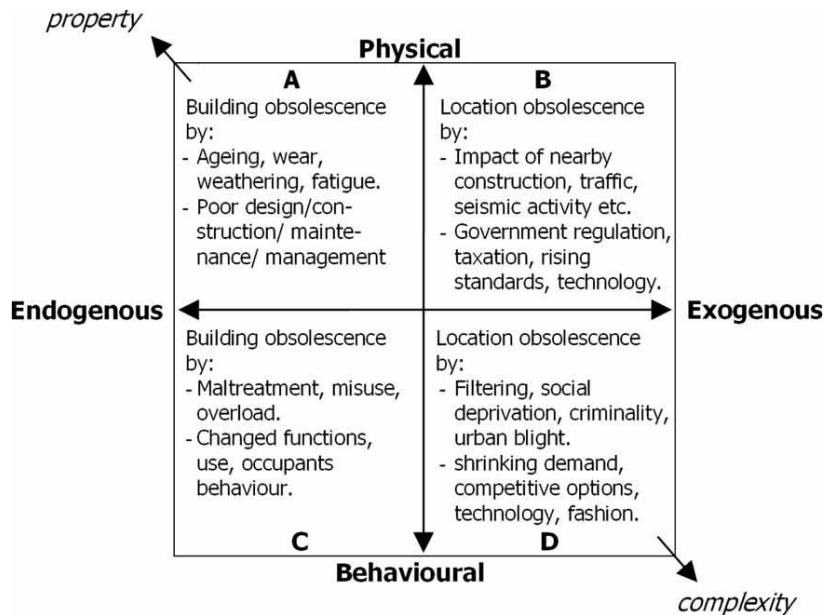 property
Physical
A
Building obsolescence
by:
- Ageing, wear,
weathering, fatigue.
- Poor design/con-
struction/ mainte-
nance/ management
B
Location obsolescence
by:
- Impact of nearby
construction, traffic,
seismic activity etc.
- Government regulation,
taxation, rising
standards, technology.
Endogenous
Exogenous
Building obsolescence
by:
- Maltreatment, misuse,
overload.
- Changed functions,
use, occupants
behaviour.
C
Location obsolescence
by:
- Filtering, social
deprivation, criminality,
urban blight.
- shrinking demand,
competitive options,
technology, fashion.
D
Behavioural
complexity